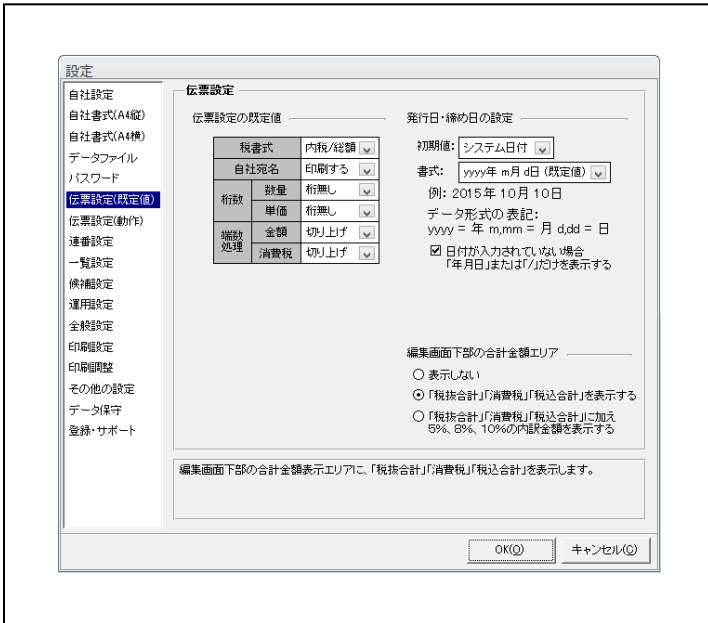 設定
自社設定
自社書式(A4縦)
自社書式(A4横)
データファイル
パスワード
伝票設定(既定値)
伝票設定(動作)
連番設定
一覧設定
候補設定
運用設定
全般設定
印刷設定
印刷調整
その他の設定
データ保守
登録・サポート
伝票設定
伝票設定の既定値
税書式 内税/総額
自社宛名 印刷する
桁数 数量 桁無し
単価 桁無し
端数処理 金額 切り上げ
消費税 切り上げ
発行日・締め日の設定
初期値: システム日付
書式: yyyy年 m月 d日 (既定値)
例: 2015年 10月 10日
データ形式の 表記:
yyyy = 年 m,mm = 月 d,dd = 日
日付が入力されていない場合
「年月日」または「/」だけを表示する
編集画面下部の合計金額エリア
表示しない
「税抜合計」「消費税」「税込合計」を表示する
「税抜合計」「消費税」「税込合計」に加え
5%、8%、10%の内訳金額を表示する
編集画面下部の合計金額表示エリアに、「税抜合計」「消費税」「税込合計」を表示します。
OK(O)
キャンセル(C)